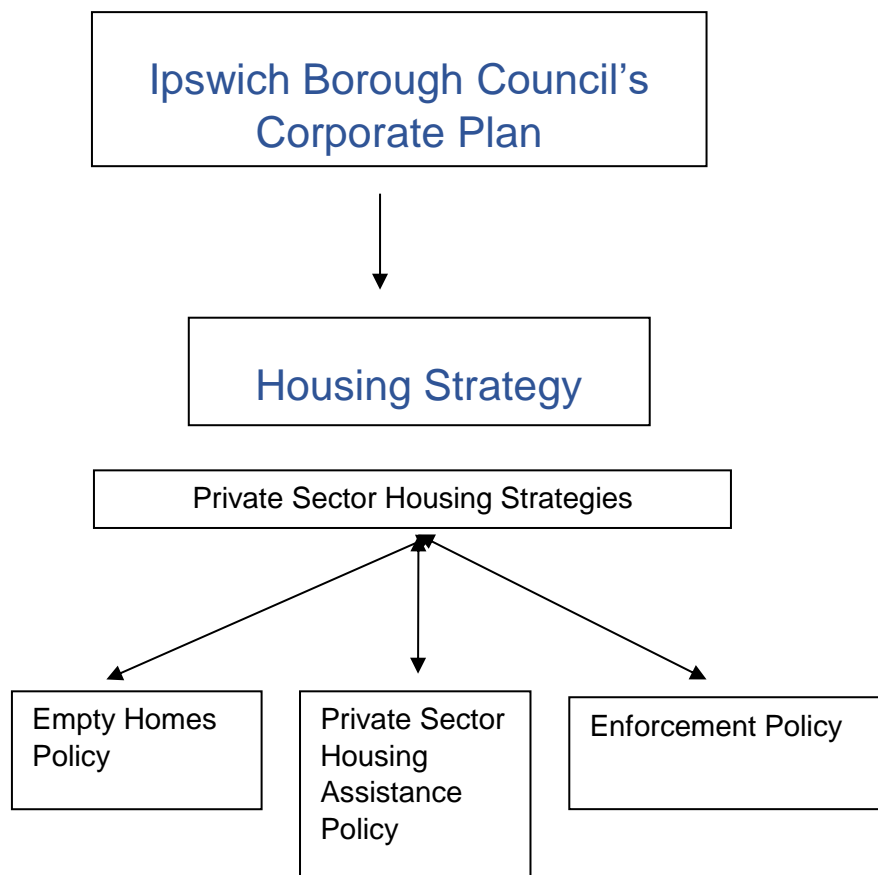 Ipswich Borough Council’s
Corporate Plan
Housing Strategy
Private Sector Housing Strategies
Empty Homes
Policy
Private Sector
Housing
Assistance
Policy
Enforcement Policy